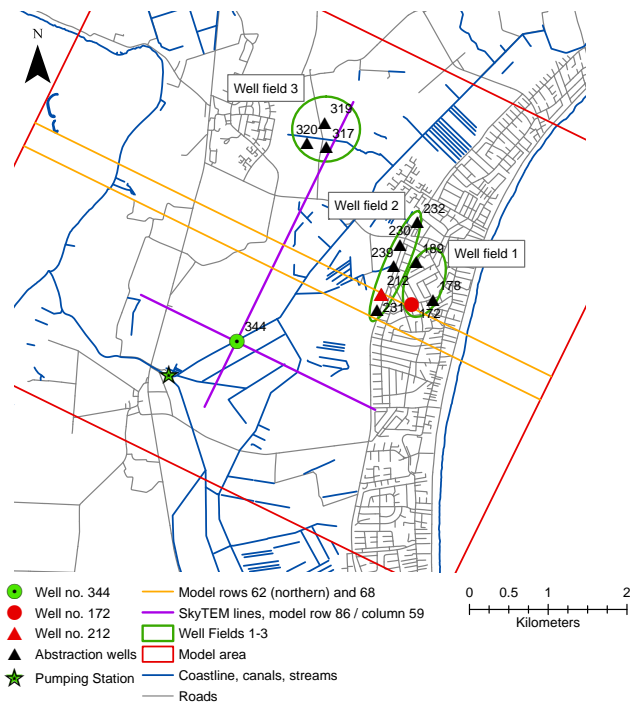 N
Well field 3
319
320
317
Well field 2
232
230
189
Well field 1
239
212
178
231
172
344
Well no. 344
Well no. 172
Well no. 212
Abstraction wells
Pumping Station
Model rows 62 (northern) and 68
SkyTEM lines, model row 86 / column 59
Well Fields 1-3
Model area
Coastline, canals, streams
Roads
0 0.5 1 2
Kilometers